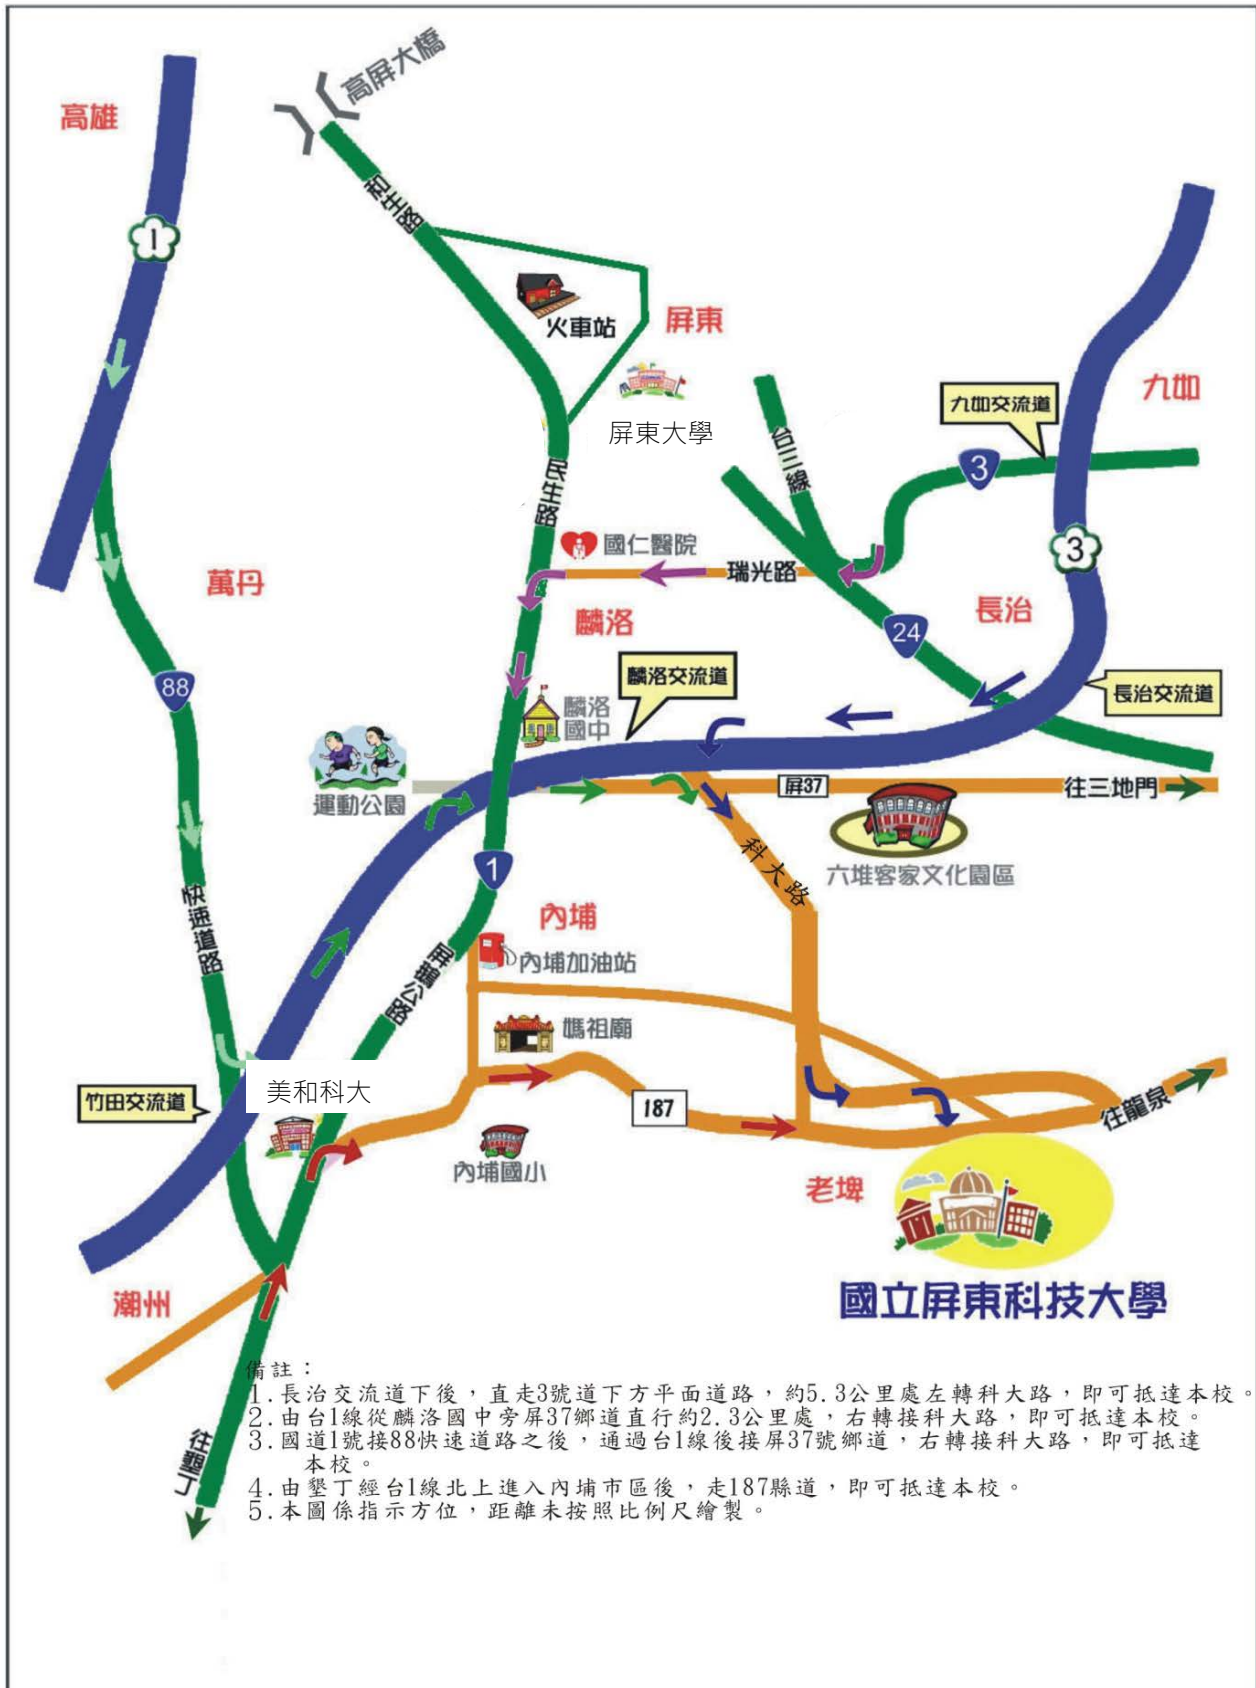 高屏大橋
高雄
1
利生路
火車站
屏東
屏東大學
九如
九如交流道
台三線
3
民生路
國仁醫院
瑞光路
3
萬丹
麟洛
長治
24
88
麟洛交流道
長治交流道
麟洛
國中
運動公園
屏37
往三地門
科大路
六堆客家文化園區
1
快速道路
內埔
內埔加油站
屏鵝公路
媽祖廟
美和科大
竹田交流道
187
往龍泉
內埔國小
老埤
國立屏東科技大學
潮州
往墾丁
備註：
1.長治交流道下後，直走3號道下方平面道路，約5.3公里處左轉科大路，即可抵達本校。
2.由台1線從麟洛國中旁屏37鄉道直行約2.3公里處，右轉接科大路，即可抵達本校。
3.國道1號接88快速道路之後，通過台1線後接屏37號鄉道，右轉接科大路，即可抵達
本校。
4.由墾丁經台1線北上進入內埔市區後，走187縣道，即可抵達本校。
5.本圖係指示方位，距離未按照比例尺繪製。